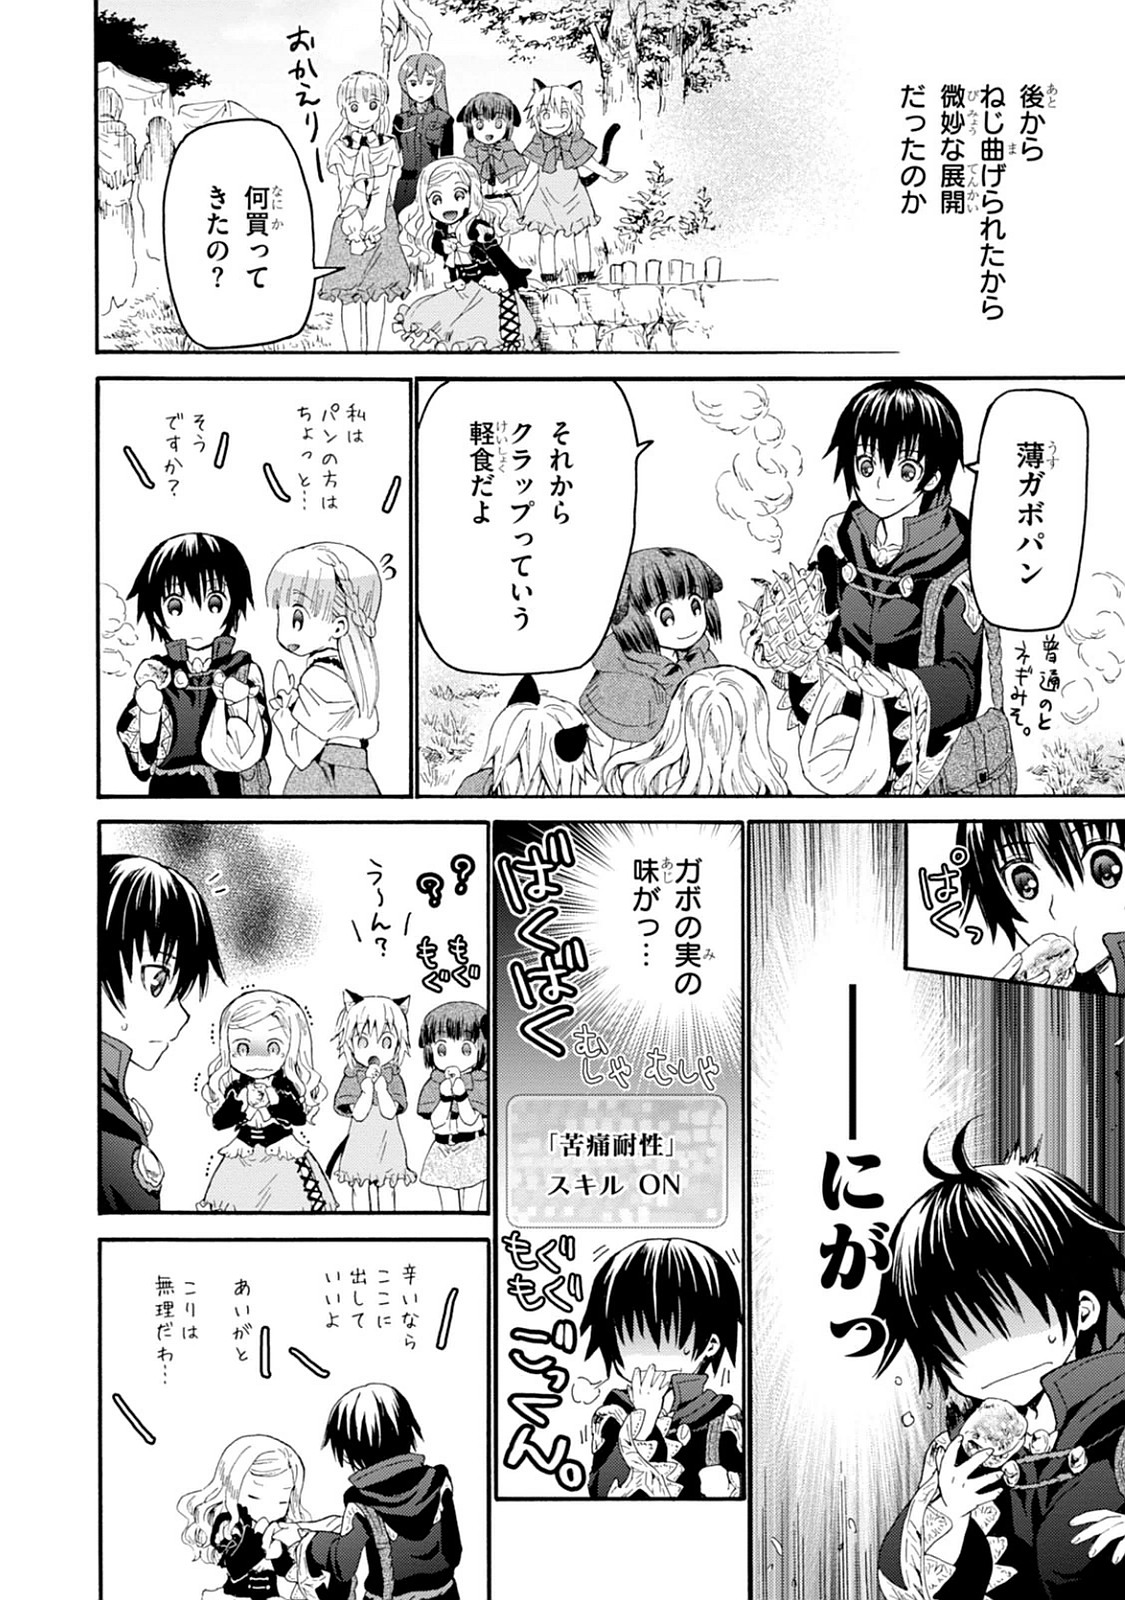 後から
ねじ曲げられたから
微妙な展開
だったのか
おかえりー
何買って
きたの？
薄ガボパン
普通のと
ネギみそ。
それから
クラップっていう
軽食だよ
私は
パンの方は
ちょっと…
そう
ですか？
ぱくっ
――にがっ
ガボの実の
味がっ…
ばくばく
むしゃ むしゃ
「苦痛耐性」
スキル ON
もぐもぐ
ごっくん。
？？
もぐもぐ
う～ん？
辛いなら
ここに
出して
いいよ
あいがと
こりは
無理だわ…